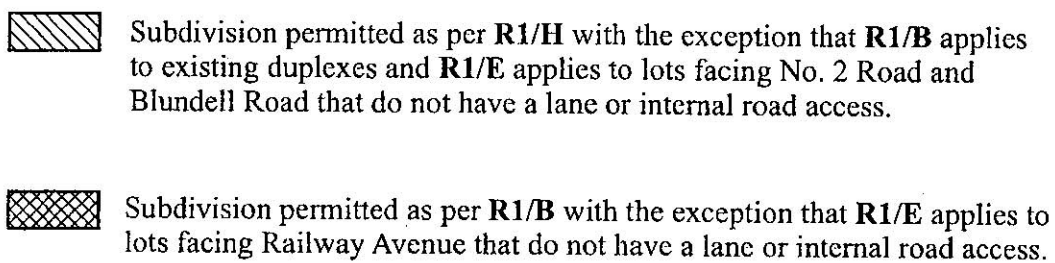 Subdivision permitted as per R1/H with the exception that R1/B applies
to existing duplexes and R1/E applies to lots facing No. 2 Road and
Blundell Road that do not have a lane or internal road access.
Subdivision permitted as per R1/B with the exception that R1/E applies to
lots facing Railway Avenue that do not have a lane or internal road access.